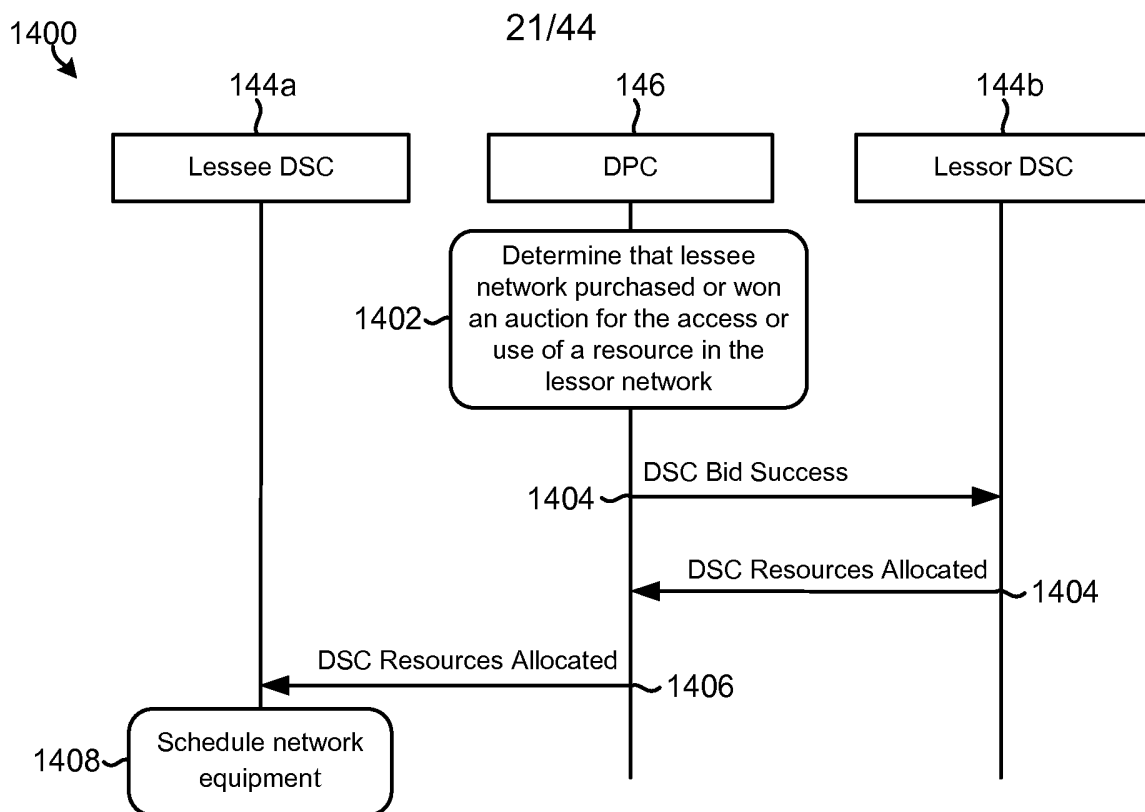 1400
21/44
144a
146
144b
Lessee DSC
DPC
Lessor DSC
Determine that lessee
network purchased or won
an auction for the access or
use of a resource in the
lessor network
1402
DSC Bid Success
1404
DSC Resources Allocated
1404
DSC Resources Allocated
1406
Schedule network
equipment
1408